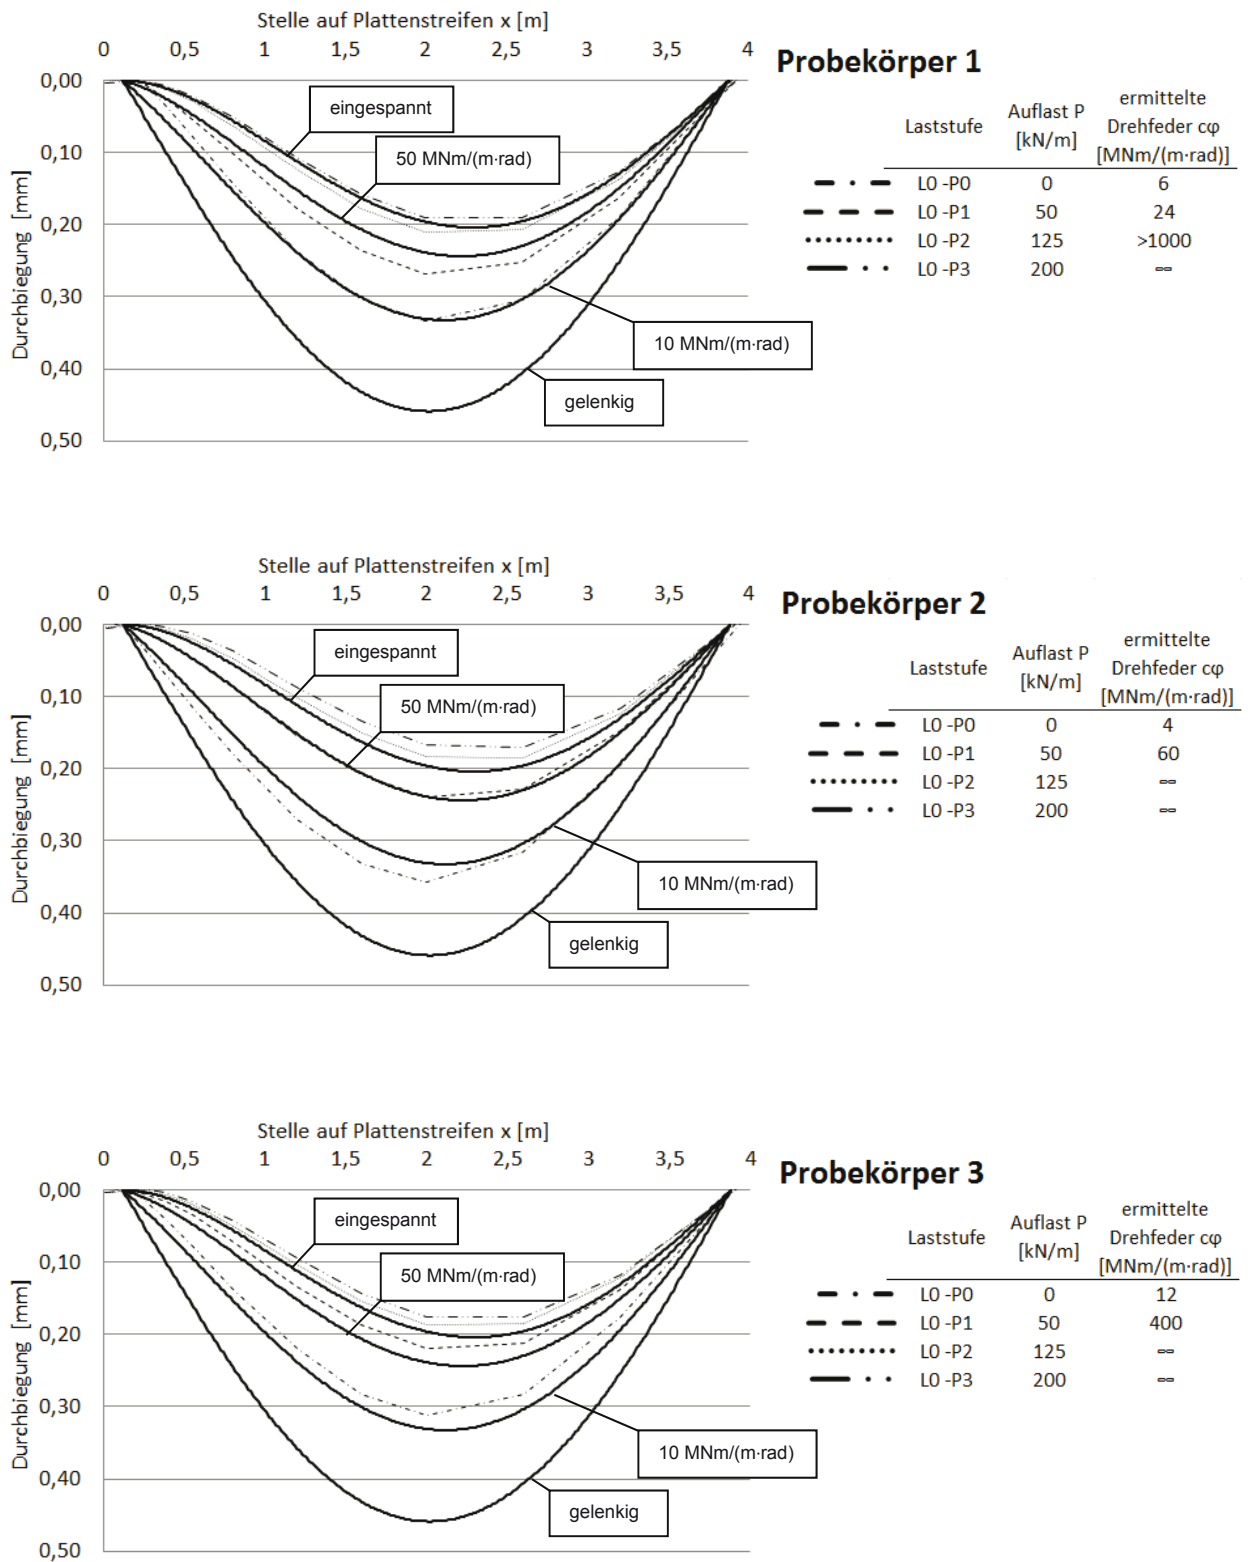 Stelle auf Plattenstreifen x [m]
0 0,5 1 1,5 2 2,5 3 3,5 4
Durchbiegung [mm]
0,00
0,10
0,20
0,30
0,40
0,50
eingespannt
50 MNm/(m·rad)
10 MNm/(m·rad)
gelenkig
Probekörper 1
Laststufe Auflast P [kN/m] ermittelte Drehfeder cφ [MNm/(m·rad)]
L0 -P0 0 6
L0 -P1 50 24
L0 -P2 125 >1000
L0 -P3 200 ∞
Stelle auf Plattenstreifen x [m]
0 0,5 1 1,5 2 2,5 3 3,5 4
Durchbiegung [mm]
0,00
0,10
0,20
0,30
0,40
0,50
eingespannt
50 MNm/(m·rad)
10 MNm/(m·rad)
gelenkig
Probekörper 2
Laststufe Auflast P [kN/m] ermittelte Drehfeder cφ [MNm/(m·rad)]
L0 -P0 0 4
L0 -P1 50 60
L0 -P2 125 ∞
L0 -P3 200 ∞
Stelle auf Plattenstreifen x [m]
0 0,5 1 1,5 2 2,5 3 3,5 4
Durchbiegung [mm]
0,00
0,10
0,20
0,30
0,40
0,50
eingespannt
50 MNm/(m·rad)
10 MNm/(m·rad)
gelenkig
Probekörper 3
Laststufe Auflast P [kN/m] ermittelte Drehfeder cφ [MNm/(m·rad)]
L0 -P0 0 12
L0 -P1 50 400
L0 -P2 125 ∞
L0 -P3 200 ∞